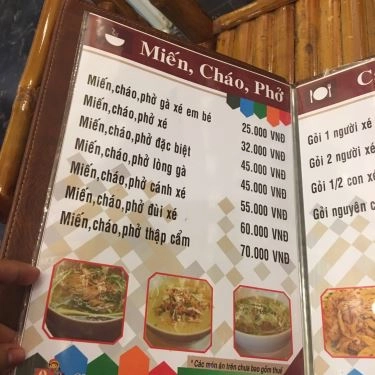 Miến, Cháo, Phở
Miến,cháo,phở gà xé em bé 25.000 VNĐ
Miến,cháo,phở xé 32.000 VNĐ
Miến,cháo,phở đặc biệt 45.000 VNĐ
Miến,cháo,phở lòng gà 45.000 VNĐ
Miến,cháo,phở cánh xé 55.000 VNĐ
Miến,cháo,phở đùi xé 60.000 VNĐ
Miến,cháo,phở thập cẩm 70.000 VNĐ
* Các món ăn trên chưa bao gồm thuế
Gỏi 1 người xé
Gỏi 2 người xé
Gỏi 1/2 con xé
Gỏi nguyên c